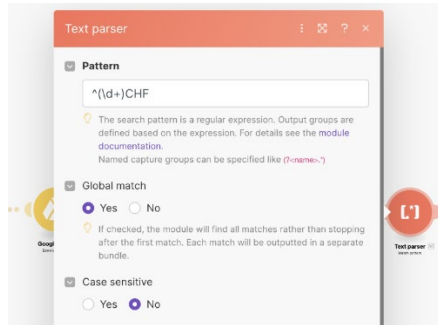 Text parser
?
Pattern
^(\d+)CHF
The search pattern is a regular expression. Output groups are
defined based on the expression. For details see the module
documentation.
Named capture groups can be specified like (?<name>.*)
Global match
Yes No
If checked, the module will find all matches rather than stopping
after the first match. Each match will be outputted in a separate
bundle.
Case sensitive
Yes No
Google
[*]
Text parser